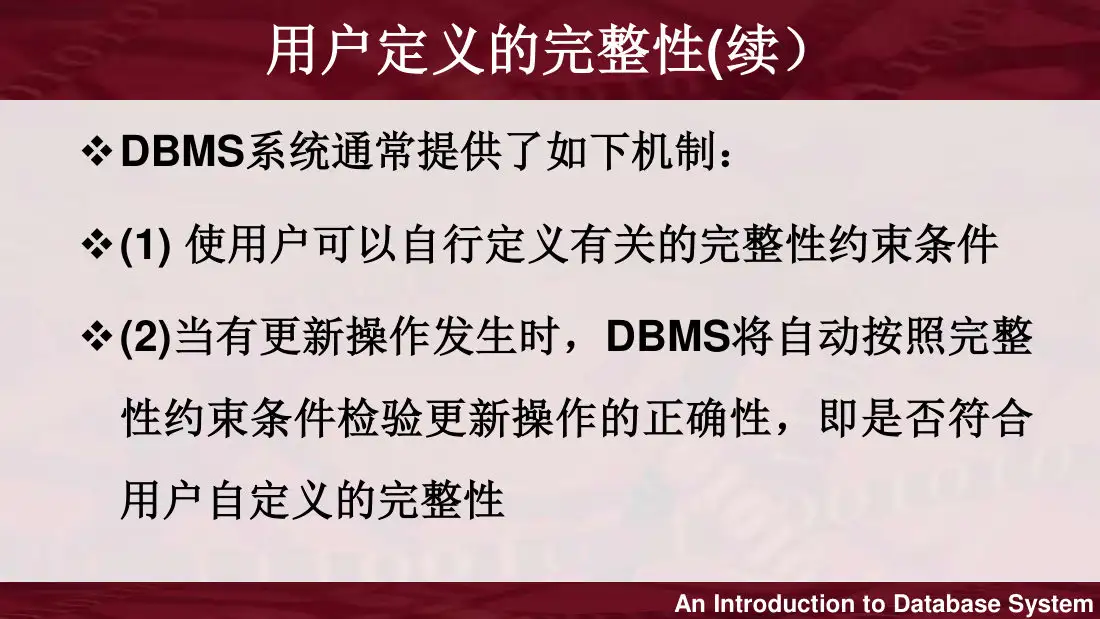 用户定义的完整性(续）
❖DBMS系统通常提供了如下机制：
❖(1) 使用户可以自行定义有关的完整性约束条件
❖(2)当有更新操作发生时，DBMS将自动按照完整
性约束条件检验更新操作的正确性，即是否符合
用户自定义的完整性
An Introduction to Database System